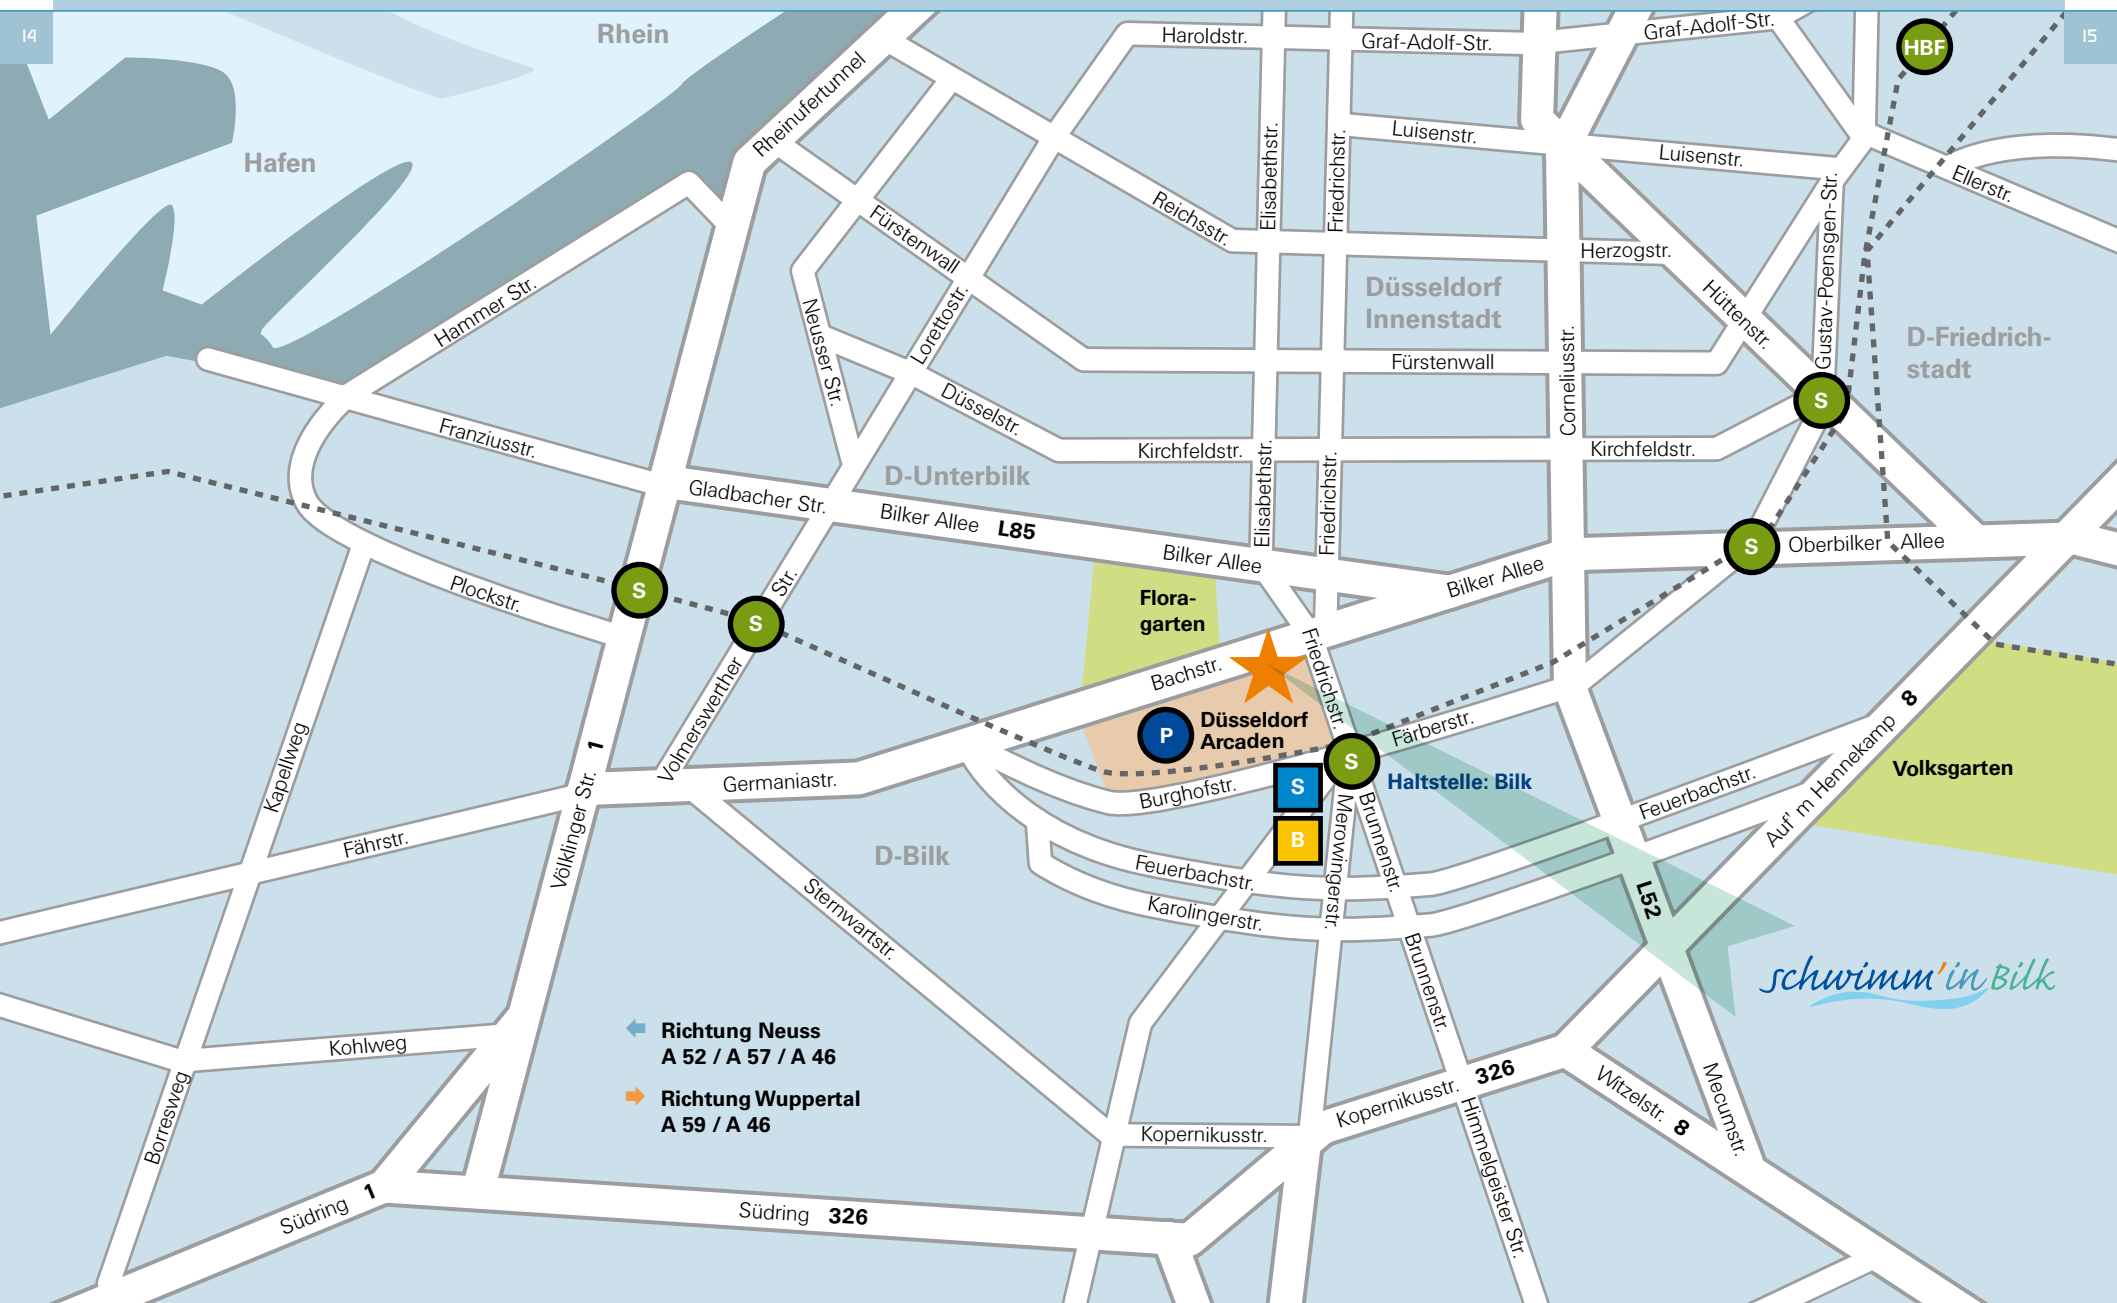 14
Rhein
15
Haroldstr.
Graf-Adolf-Str.
Graf-Adolf-Str.
HBF
Rheinufertunnel
Hafen
Elisabethstr.
Friedrichstr.
Luisenstr.
Luisenstr.
Ellerstr.
Reichsstr.
Fürstenwall
Herzogstr.
Gustav-Poensgen-Str.
Hammer Str.
Neusser Str.
Lorettostr.
Düsseldorf
Innenstadt
Hüttenstr.
D-Friedrich-
stadt
Corneliusstr.
Fürstenwall
S
Düsselstr.
Franziusstr.
Kirchfeldstr.
Kirchfeldstr.
Elisabethstr.
Friedrichstr.
D-Unterbilk
Gladbacher Str.
Bilker Allee L85
Bilker Allee
Bilker Allee
S
Oberbilker Allee
Plockstr.
S
S
Volmerswerther Str.
Flora-
garten
Bachstr.
Friedrichstr.
P
Düsseldorf
Arcaden
S
Färberstr.
Haltstelle: Bilk
Auf' m Hennekamp 8
Volksgarten
Kapellweg
Völklinger Str. 1
Germaniastr.
Burghofstr.
S
B
Merowingerstr.
Brunnenstr.
Feuerbachstr.
Fährstr.
D-Bilk
Feuerbachstr.
Karolingerstr.
L52
Sternwartstr.
Brunnenstr.
schwimm'in Bilk
Richtung Neuss
A 52 / A 57 / A 46
Richtung Wuppertal
A 59 / A 46
Kohlweg
Borresweg
Kopernikusstr.
Kopernikusstr. 326
Witzelstr. 8
Mecumstr.
Himmelgeister Str.
Südring 1
Südring 326